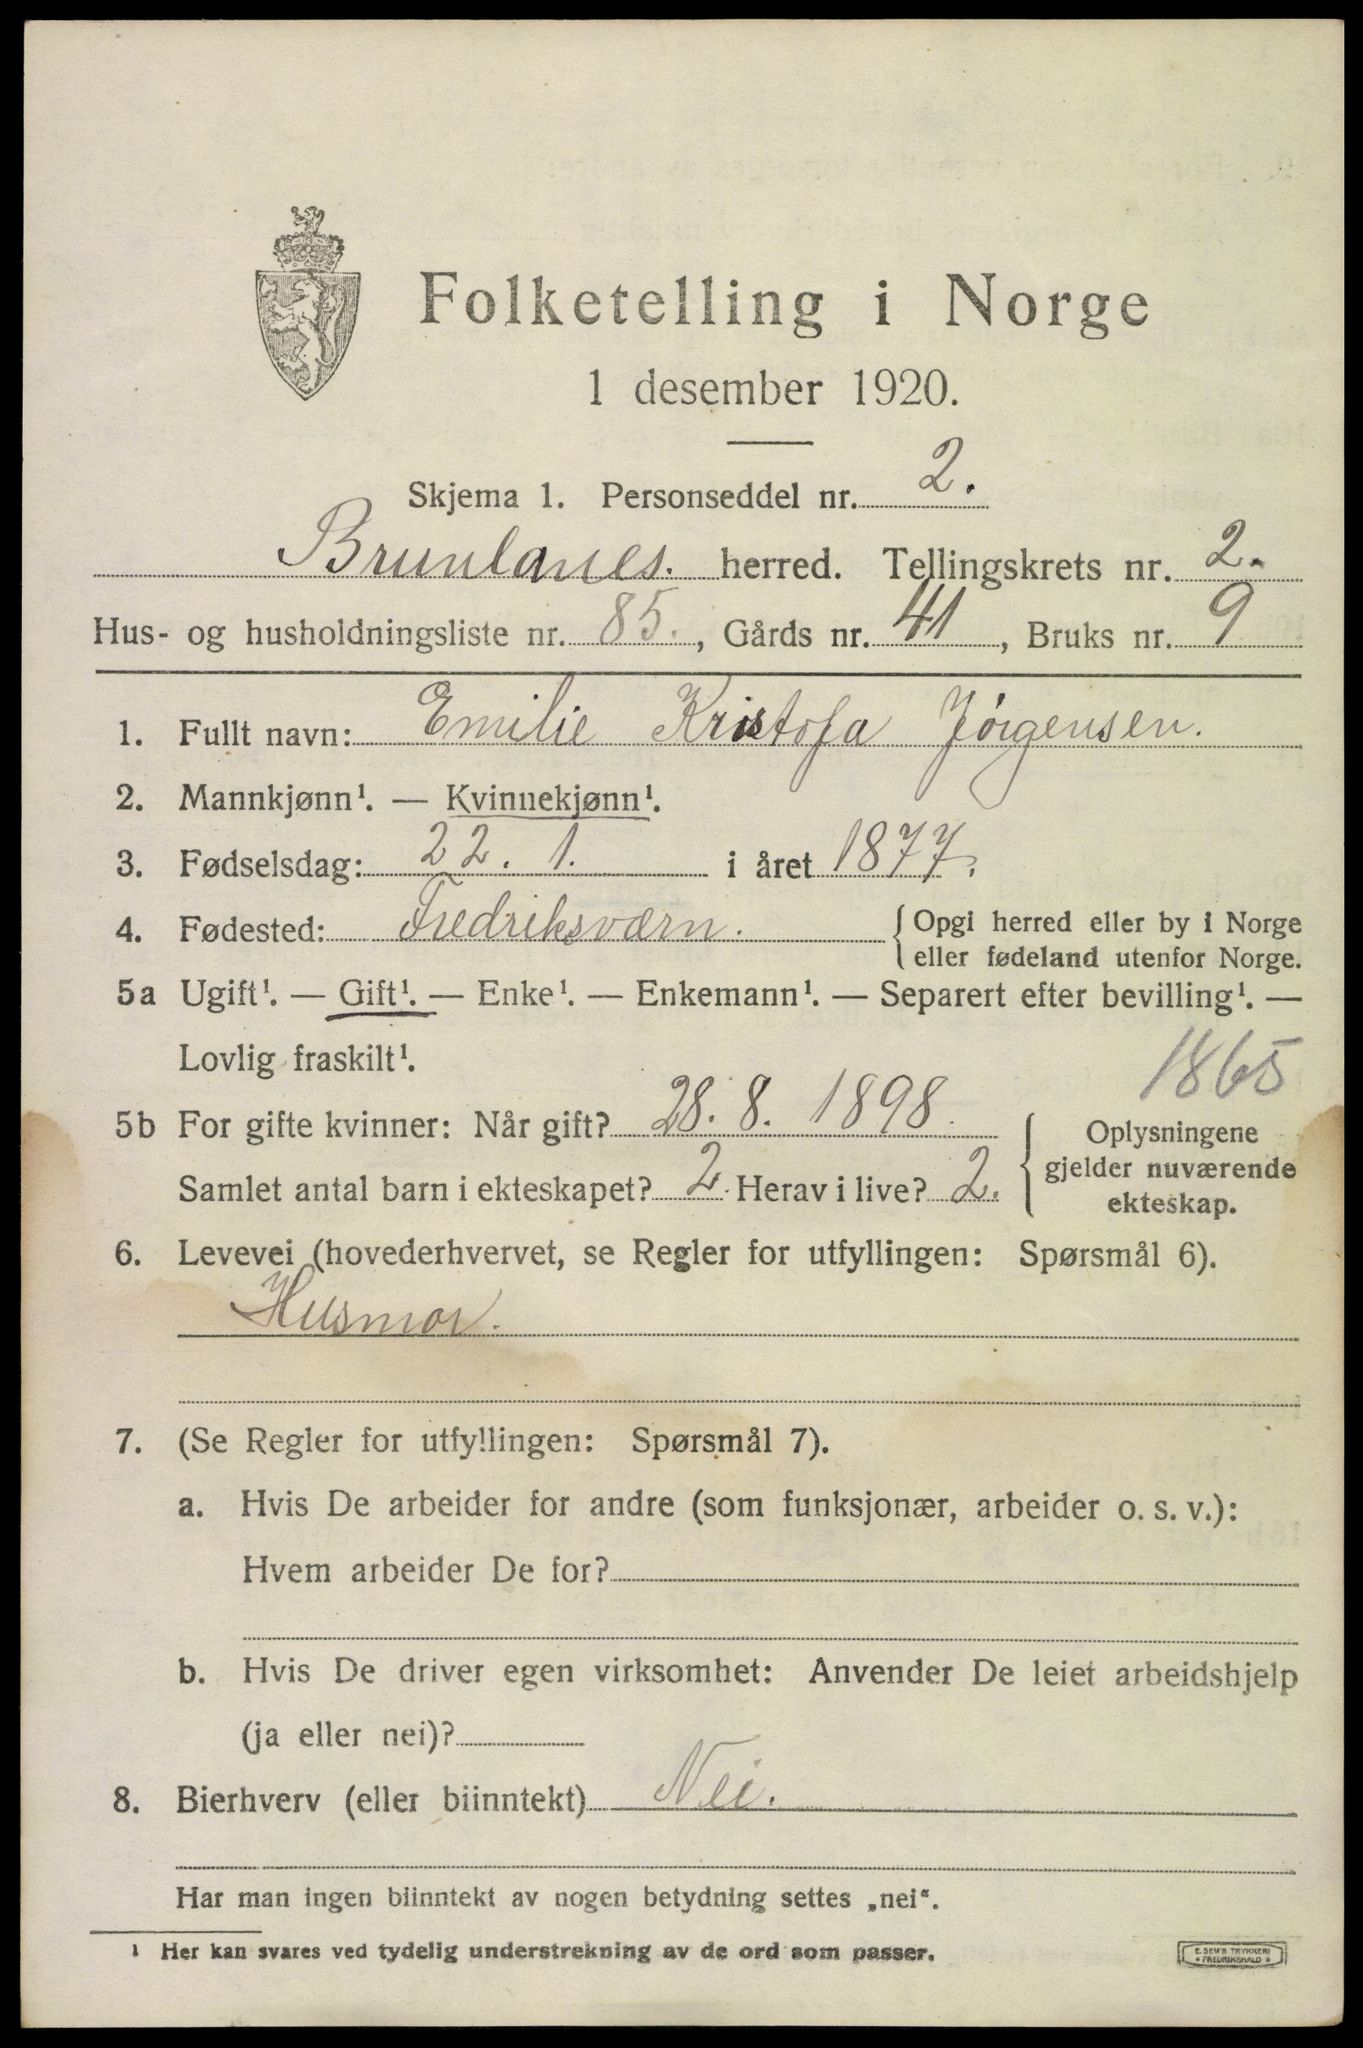 Folketelling i Norge
1 desember 1920.
Skjema 1. Personseddel nr. 2.
Brunlanes. herred. Tellingskrets nr. 2.
Hus- og husholdningsliste nr. 85., Gårds nr. 41, Bruks nr. 9
1. Fullt navn: Emilie Kristofa Jörgensen.
2. Mannkjønn¹. — Kvinnekjønn¹.
3. Fødselsdag: 22. 1. i året 1877.
4. Fødested: Fredriksværn. { Opgi herred eller by i Norge
eller fødeland utenfor Norge.
5a Ugift¹. — Gift¹. — Enke¹. — Enkemann¹. — Separert efter bevilling¹. —
Lovlig fraskilt¹.
1865
5b For gifte kvinner: Når gift? 28. 8. 1898.
Samlet antal barn i ekteskapet? 2. Herav i live? 2.
Oplysningene
gjelder nuværende
ekteskap.
6. Levevei (hovederhvervet, se Regler for utfyllingen: Spørsmål 6).
Husmor.
7. (Se Regler for utfyllingen: Spørsmål 7).
a. Hvis De arbeider for andre (som funksjonær, arbeider o. s. v.):
Hvem arbeider De for?
b. Hvis De driver egen virksomhet: Anvender De leiet arbeidshjelp
(ja eller nei)?
8. Bierhverv (eller biinntekt) Nei.
Har man ingen biinntekt av nogen betydning settes „nei“.
¹ Her kan svares ved tydelig understrekning av de ord som passer.
E. SEM'S TRYKKERI
* FREDRIKSHALD *